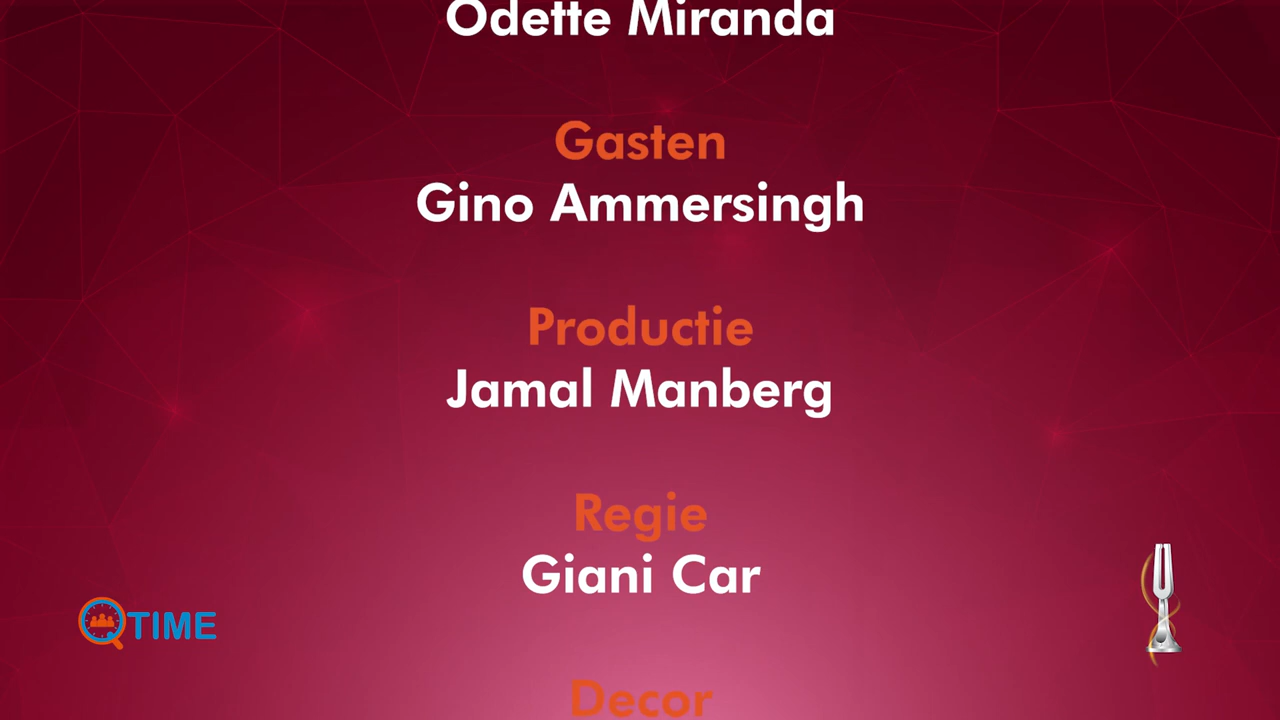 Odette Miranda
Gasten
Gino Ammersingh
Productie
Jamal Manberg
Regie
Giani Car
QTIME
Decor